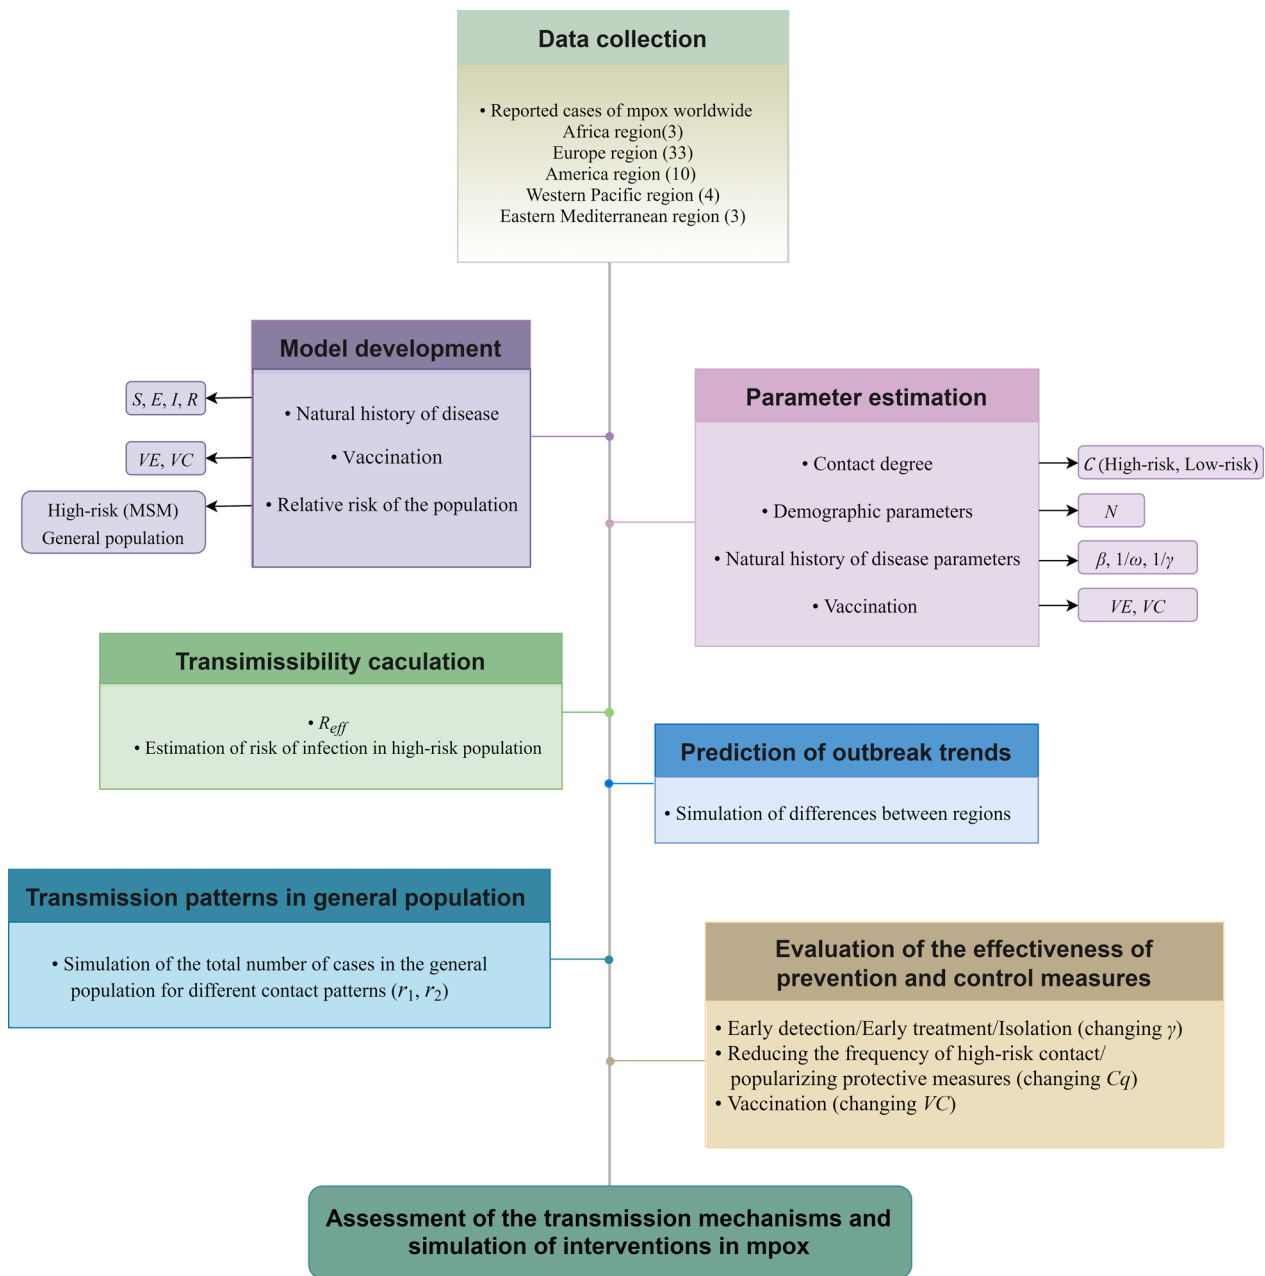 Data collection
• Reported cases of mpox worldwide
Africa region(3)
Europe region (33)
America region (10)
Western Pacific region (4)
Eastern Mediterranean region (3)
Model development
• Natural history of disease
• Vaccination
• Relative risk of the population
S, E, I, R
VE, VC
High-risk (MSM)
General population
Parameter estimation
• Contact degree
• Demographic parameters
• Natural history of disease parameters
• Vaccination
C (High-risk, Low-risk)
N
β, 1/ω, 1/γ
VE, VC
Transimissibility caculation
• Reff
• Estimation of risk of infection in high-risk population
Prediction of outbreak trends
• Simulation of differences between regions
Transmission patterns in general population
• Simulation of the total number of cases in the general
population for different contact patterns (r1, r2)
Evaluation of the effectiveness of
prevention and control measures
• Early detection/Early treatment/Isolation (changing γ)
• Reducing the frequency of high-risk contact/
popularizing protective measures (changing Cq)
• Vaccination (changing VC)
Assessment of the transmission mechanisms and
simulation of interventions in mpox